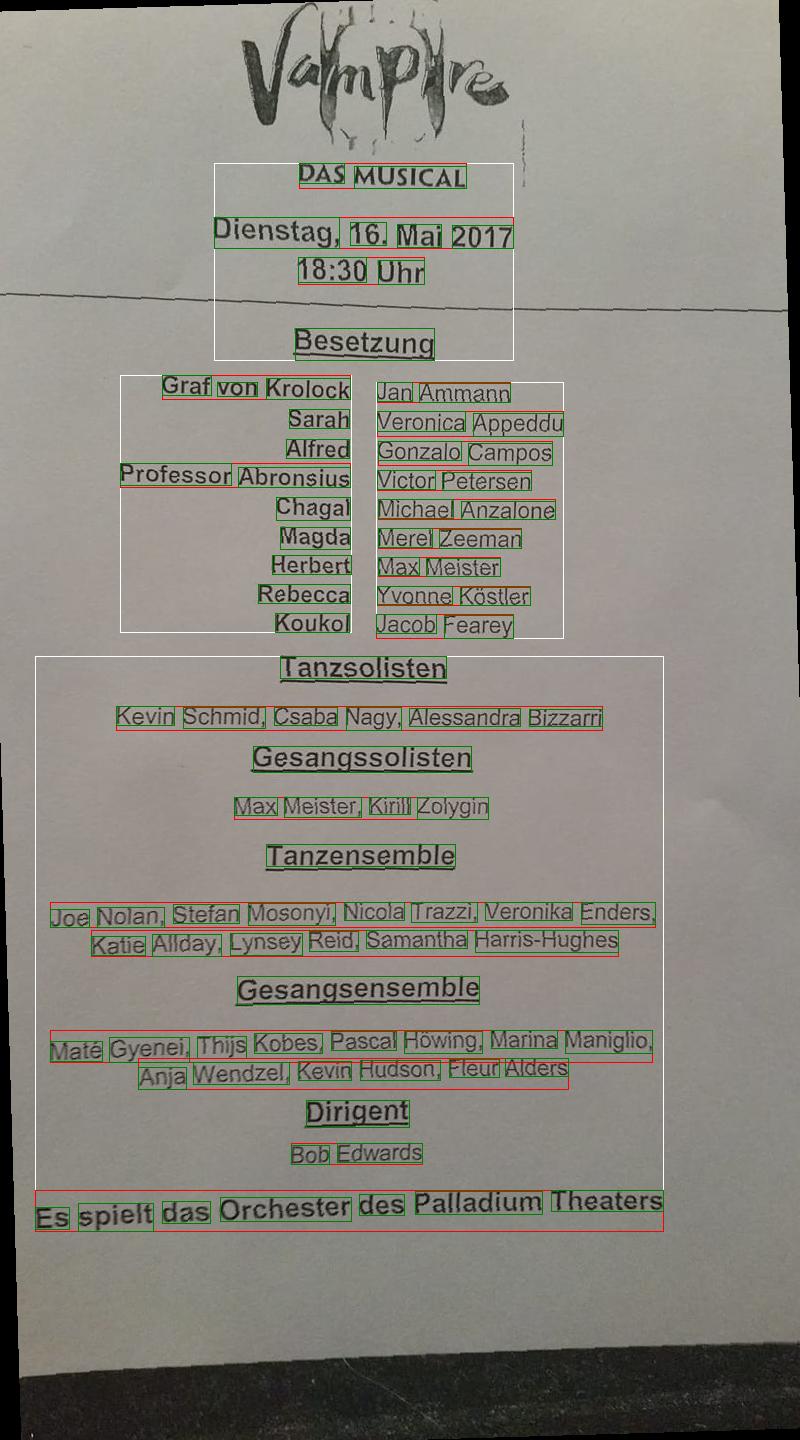 Vampire
DAS MUSICAL
Dienstag, 16. Mai 2017
18:30 Uhr
Besetzung
Graf von Krolock Jan Ammann
Sarah Veronica Appeddu
Alfred Gonzalo Campos
Professor Abronsius Victor Petersen
Chagal Michael Anzalone
Magda Merel Zeeman
Herbert Max Meister
Rebecca Yvonne Köstler
Koukol Jacob Fearey
Tanzsolisten
Kevin Schmid, Csaba Nagy, Alessandra Bizzarri
Gesangssolisten
Max Meister, Kirill Zolygin
Tanzensemble
Joe Nolan, Stefan Mosonyi, Nicola Trazzi, Veronika Enders,
Katie Allday, Lynsey Reid, Samantha Harris-Hughes
Gesangsensemble
Maté Gyenei, Thijs Kobes, Pascal Höwing, Marina Maniglio,
Anja Wendzel, Kevin Hudson, Fleur Alders
Dirigent
Bob Edwards
Es spielt das Orchester des Palladium Theaters